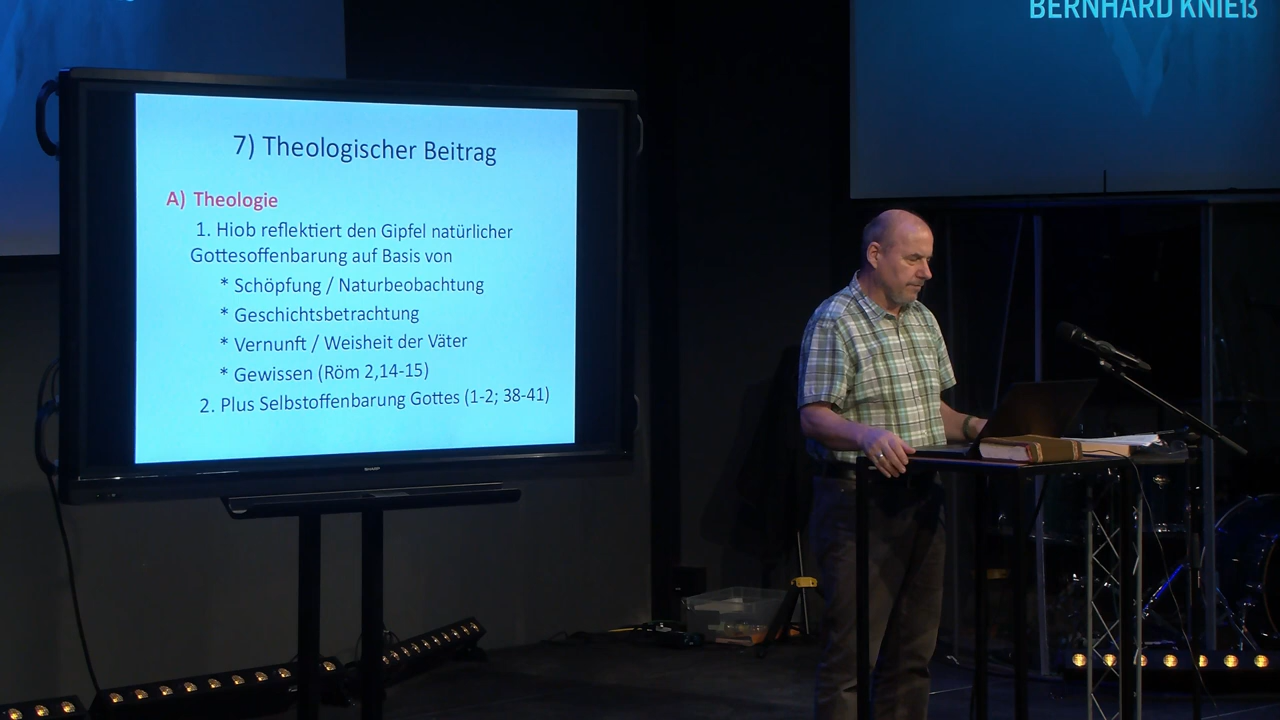 BERNHARD KNIEß
7) Theologischer Beitrag
A) Theologie
1. Hiob reflektiert den Gipfel natürlicher
Gottesoffenbarung auf Basis von
* Schöpfung / Naturbeobachtung
* Geschichtsbetrachtung
* Vernunft / Weisheit der Väter
* Gewissen (Röm 2,14-15)
2. Plus Selbstoffenbarung Gottes (1-2; 38-41)
SHARP